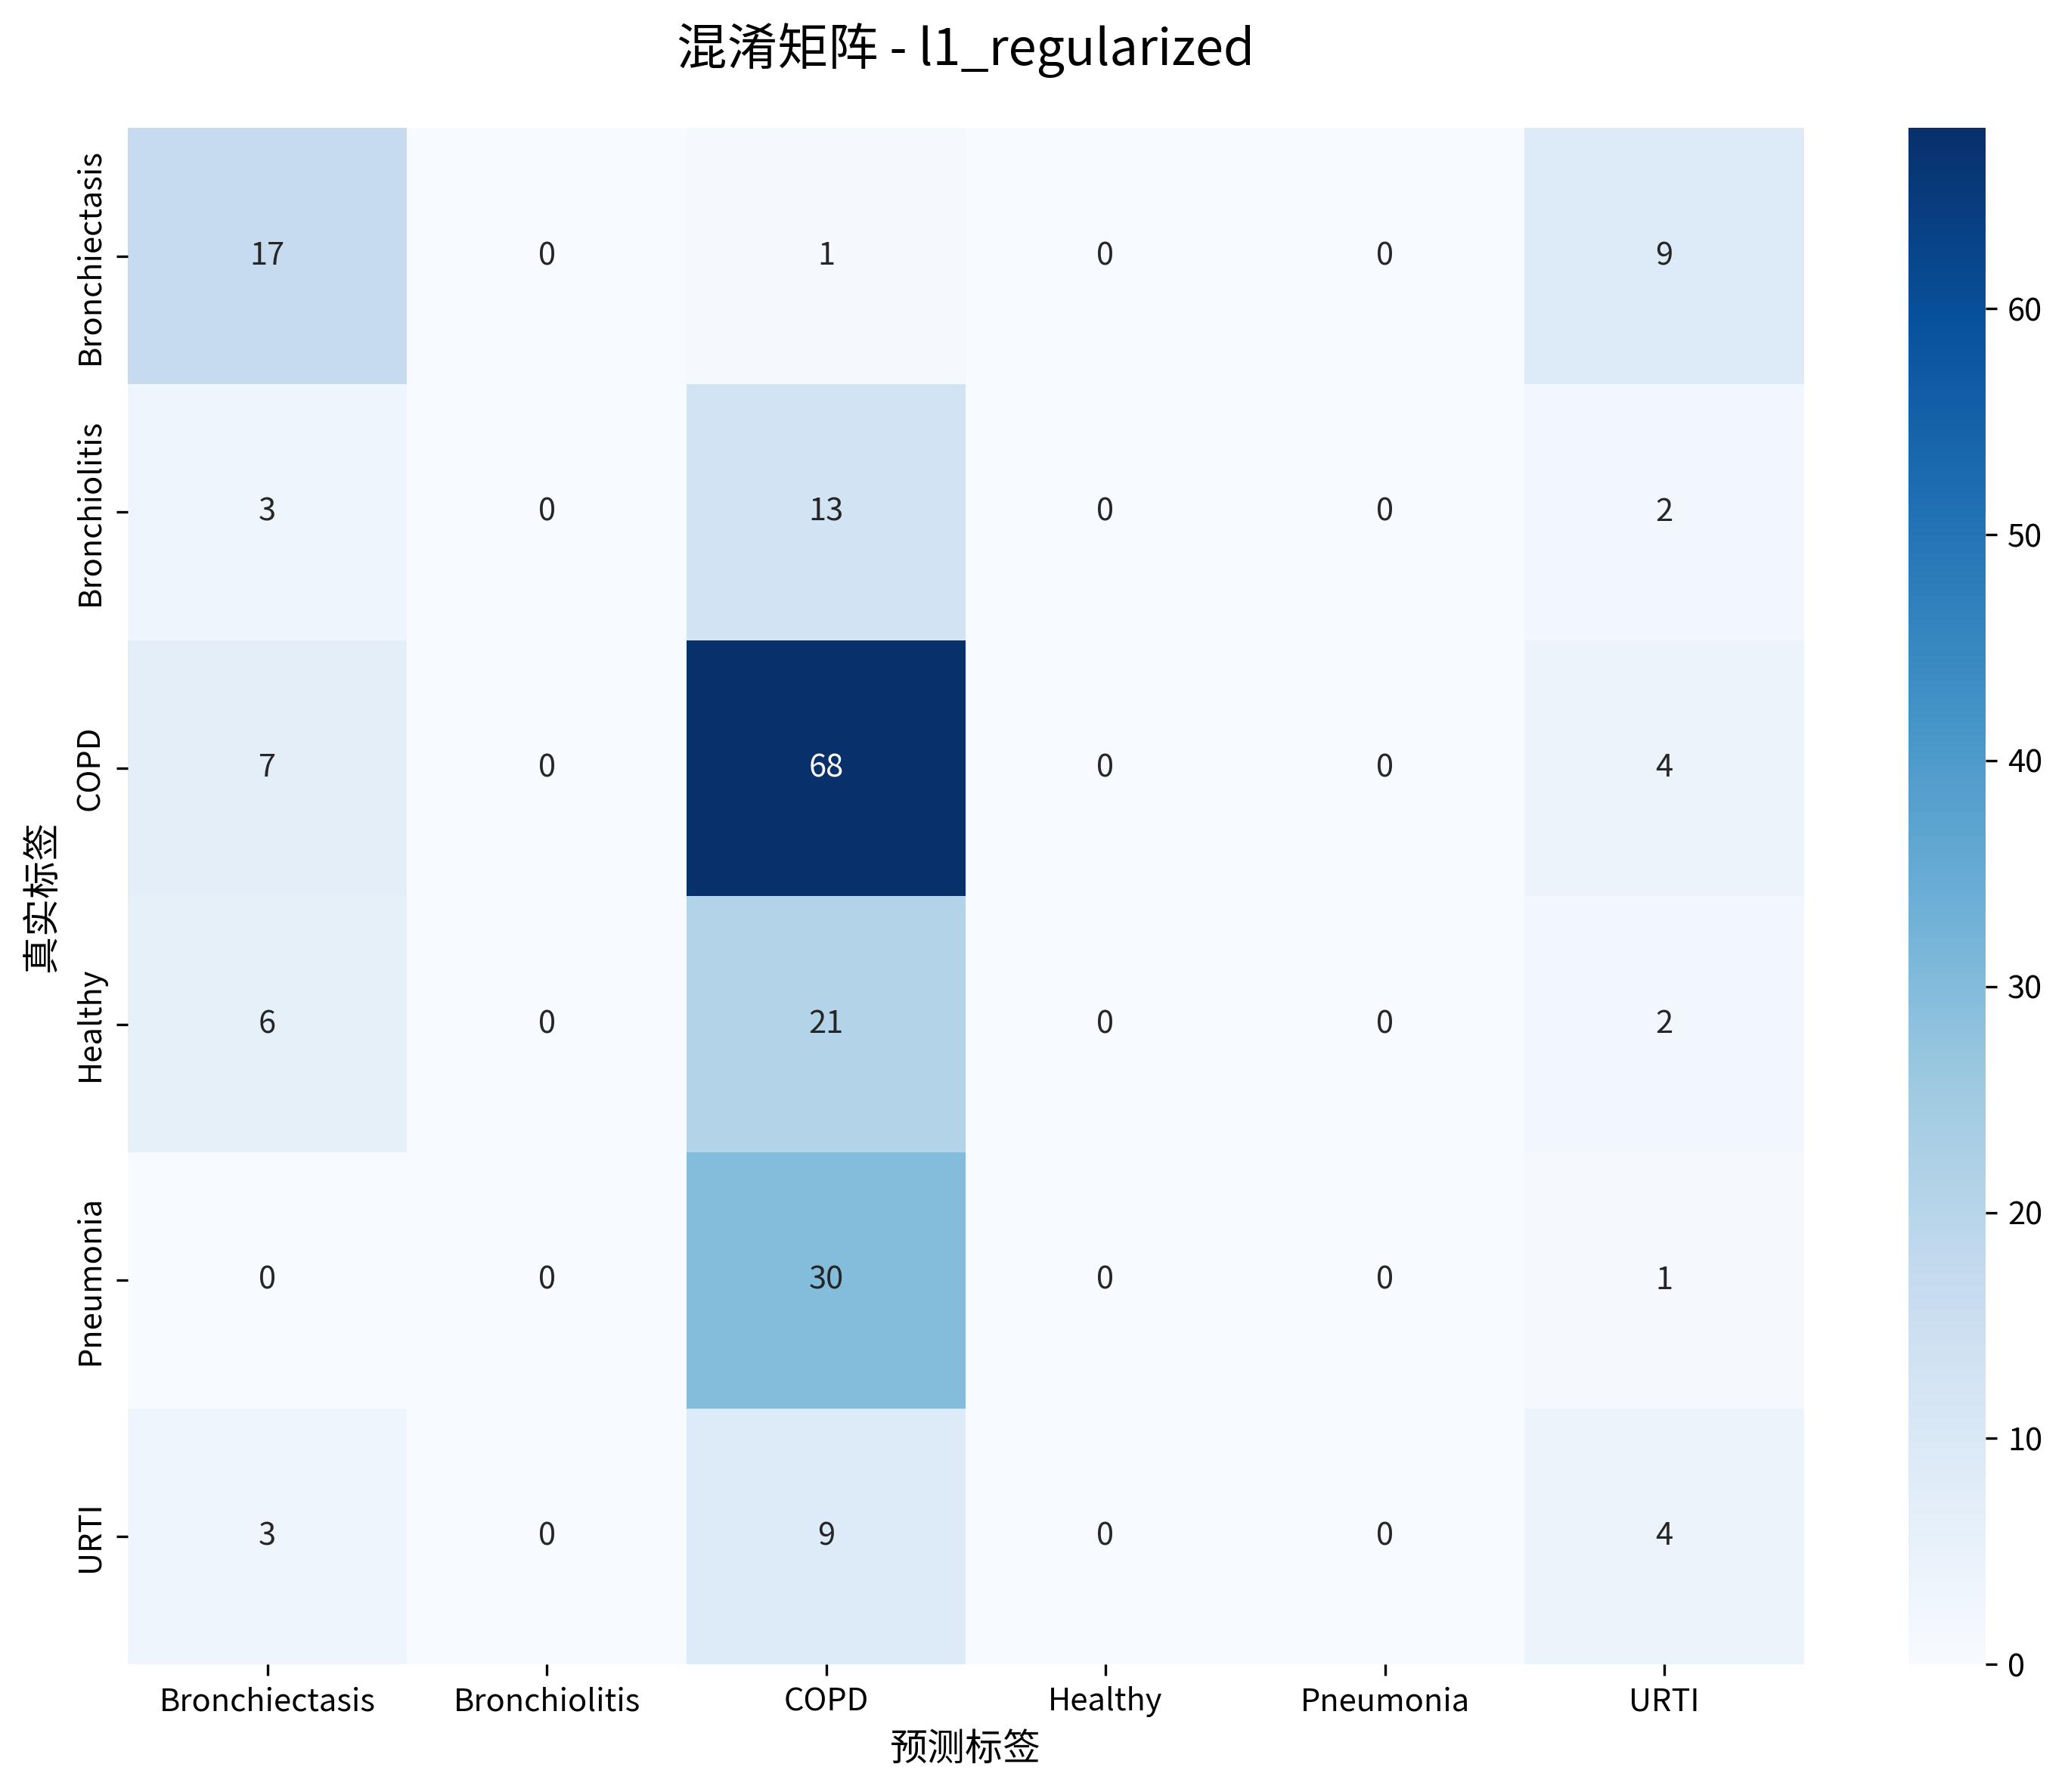 混淆矩阵 - l1_regularized
真实标签
Bronchiectasis
17 0 1 0 0 9
Bronchiolitis
3 0 13 0 0 2
COPD
7 0 68 0 0 4
Healthy
6 0 21 0 0 2
Pneumonia
0 0 30 0 0 1
URTI
3 0 9 0 0 4
Bronchiectasis Bronchiolitis COPD Healthy Pneumonia URTI
预测标签
60
50
40
30
20
10
0